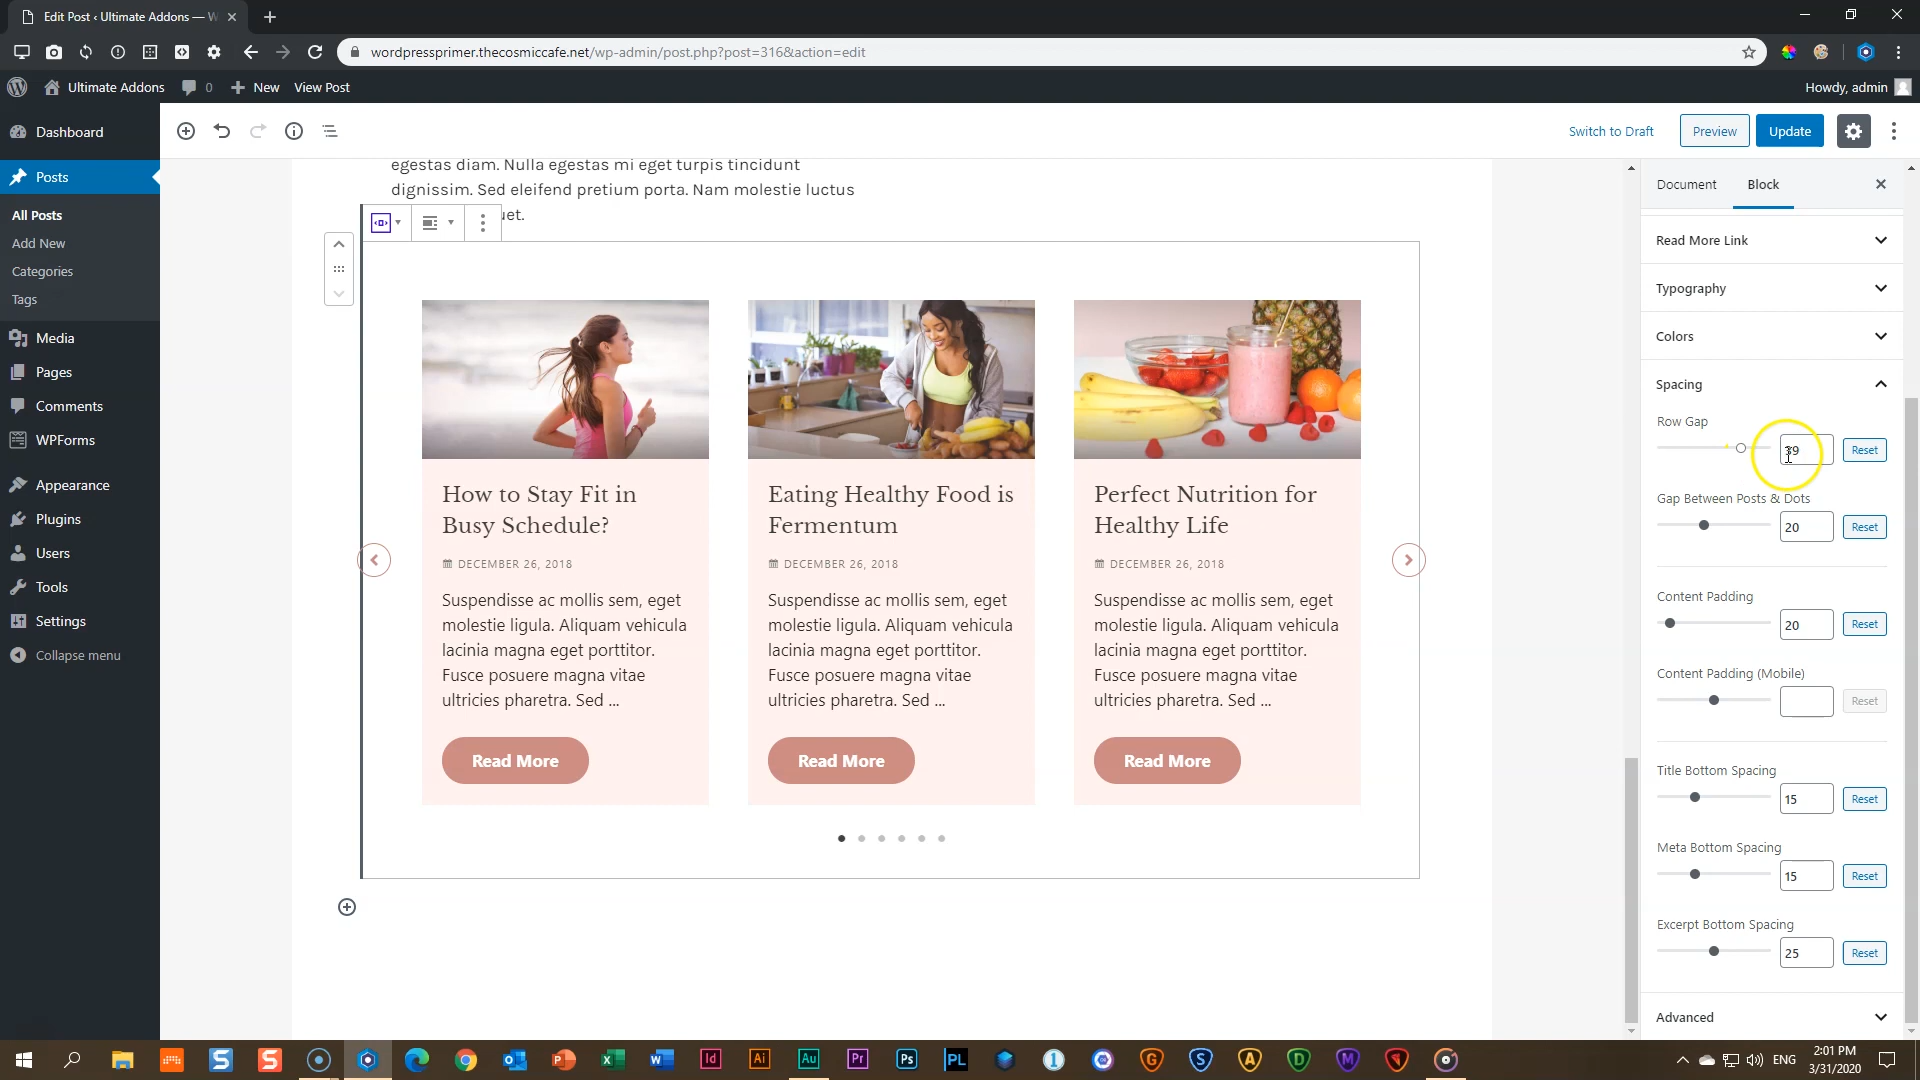 Edit Post ‹ Ultimate Addons — W
wordpressprimer.thecosmiccafe.net/wp-admin/post.php?post=316&action=edit
Ultimate Addons
0
New
View Post
Howdy, admin
Dashboard
Posts
All Posts
Add New
Categories
Tags
Media
Pages
Comments
WPForms
Appearance
Plugins
Users
Tools
Settings
Collapse menu
Switch to Draft
Preview
Update
egestas diam. Nulla egestas mi eget turpis tincidunt
dignissim. Sed eleifend pretium porta. Nam molestie luctus
uet.
How to Stay Fit in
Busy Schedule?
DECEMBER 26, 2018
Suspendisse ac mollis sem, eget
molestie ligula. Aliquam vehicula
lacinia magna eget porttitor.
Fusce posuere magna vitae
ultricies pharetra. Sed ...
Read More
Eating Healthy Food is
Fermentum
DECEMBER 26, 2018
Suspendisse ac mollis sem, eget
molestie ligula. Aliquam vehicula
lacinia magna eget porttitor.
Fusce posuere magna vitae
ultricies pharetra. Sed ...
Read More
Perfect Nutrition for
Healthy Life
DECEMBER 26, 2018
Suspendisse ac mollis sem, eget
molestie ligula. Aliquam vehicula
lacinia magna eget porttitor.
Fusce posuere magna vitae
ultricies pharetra. Sed ...
Read More
Document
Block
Read More Link
Typography
Colors
Spacing
Row Gap
39
Reset
Gap Between Posts & Dots
20
Reset
Content Padding
20
Reset
Content Padding (Mobile)
Reset
Title Bottom Spacing
15
Reset
Meta Bottom Spacing
15
Reset
Excerpt Bottom Spacing
25
Reset
Advanced
Id
Ai
Au
Pr
Ps
PL
ENG
2:01 PM
3/31/2020